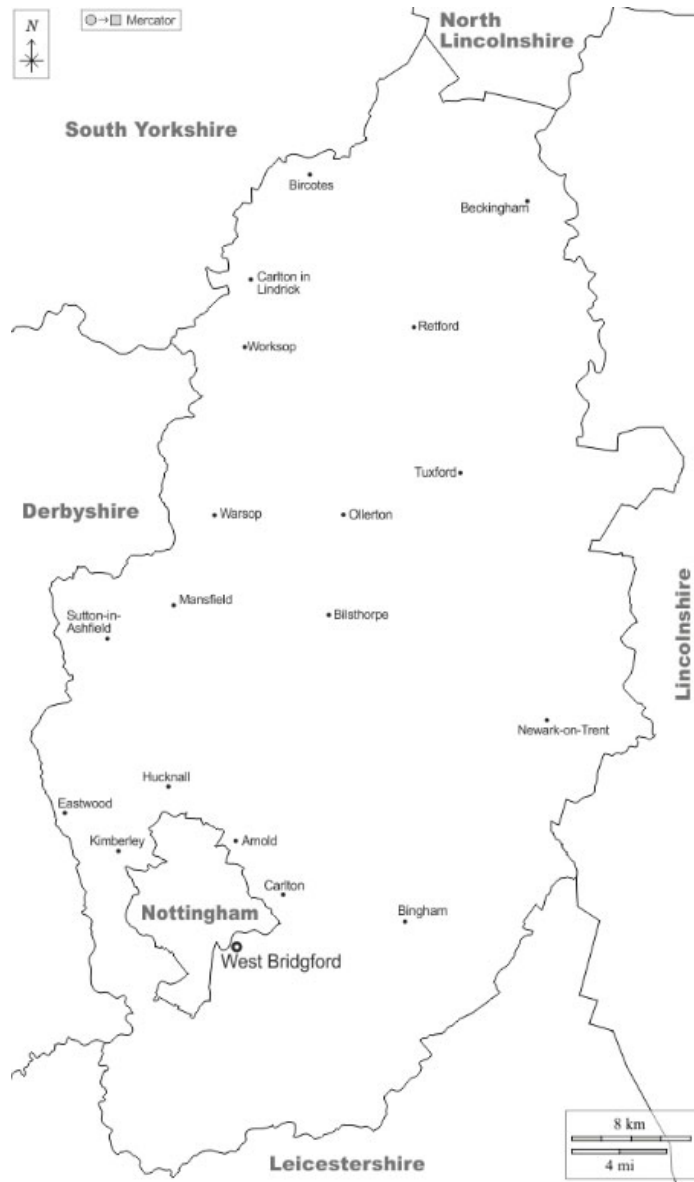 N
Mercator
North
Lincolnshire
South Yorkshire
Bircotes
Beckingham
Carlton in
Lindrick
Retford
Worksop
Tuxford
Derbyshire
Warsop
Ollerton
Mansfield
Sutton-in-
Ashfield
Bilsthorpe
Lincolnshire
Newark-on-Trent
Hucknall
Eastwood
Kimberley
Arnold
Carlton
Nottingham
Bingham
West Bridgford
8 km
4 mi
Leicestershire